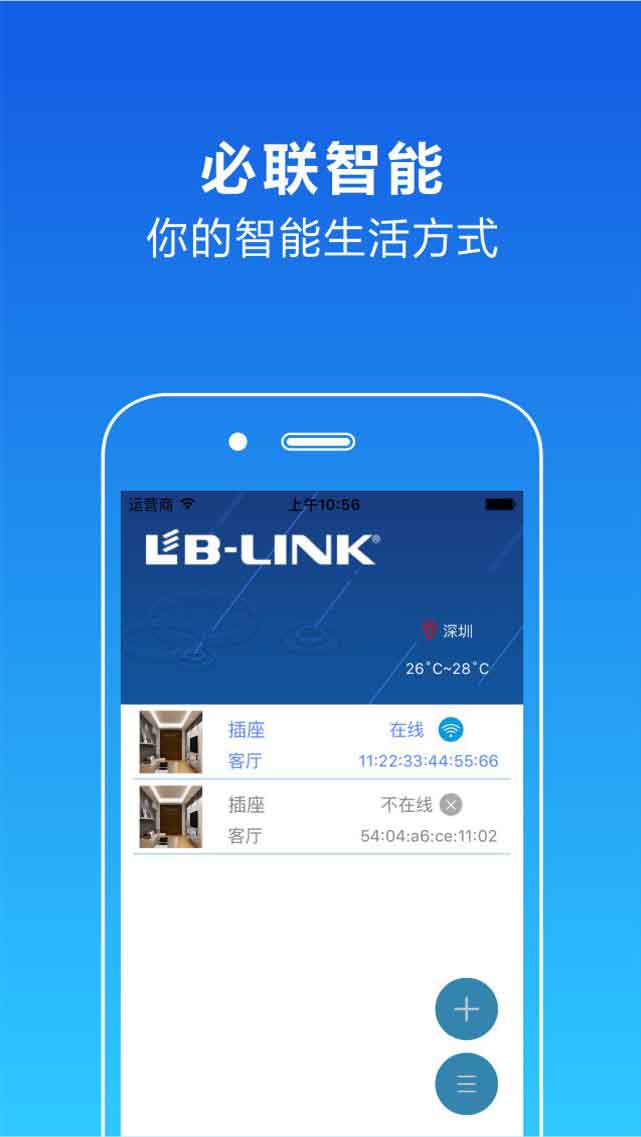 必联智能
你的智能生活方式
运营商 上午10:56
LB-LINK®
深圳
26°C~28°C
插座 在线
客厅 11:22:33:44:55:66
插座 不在线
客厅 54:04:a6:ce:11:02